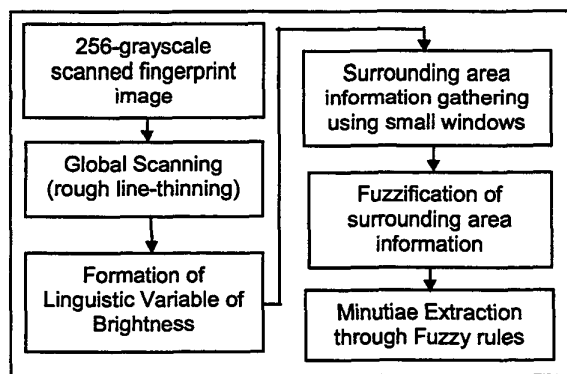 256-grayscale
scanned fingerprint
image
Global Scanning
(rough line-thinning)
Formation of
Linguistic Variable of
Brightness
Surrounding area
information gathering
using small windows
Fuzzification of
surrounding area
information
Minutiae Extraction
through Fuzzy rules